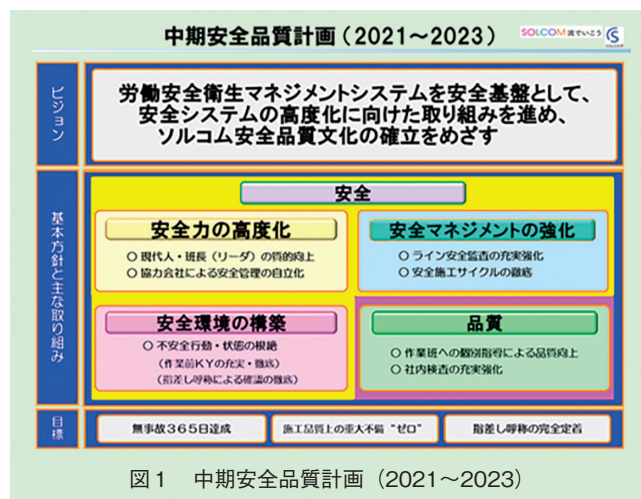 中期安全品質計画（2021～2023）
SOLCOM 流でいこう
ビジョン
労働安全衛生マネジメントシステムを安全基盤として、
安全システムの高度化に向けた取り組みを進め、
ソルコム安全品質文化の確立をめざす
基本方針と主な取り組み
安全
安全力の高度化
○ 現代人・班長（リーダ）の質的向上
○ 協力会社による安全管理の自立化
安全マネジメントの強化
○ ライン安全監査の充実強化
○ 安全施工サイクルの徹底
安全環境の構築
○ 不安全行動・状態の根絶
（作業前KYの充実・徹底）
（指差し呼称による確認の徹底）
品質
○ 作業班への個別指導による品質向上
○ 社内検査の充実強化
目標
無事故365日達成
施工品質上の重大不備“ゼロ”
指差し呼称の完全定着
図1　中期安全品質計画（2021～2023）